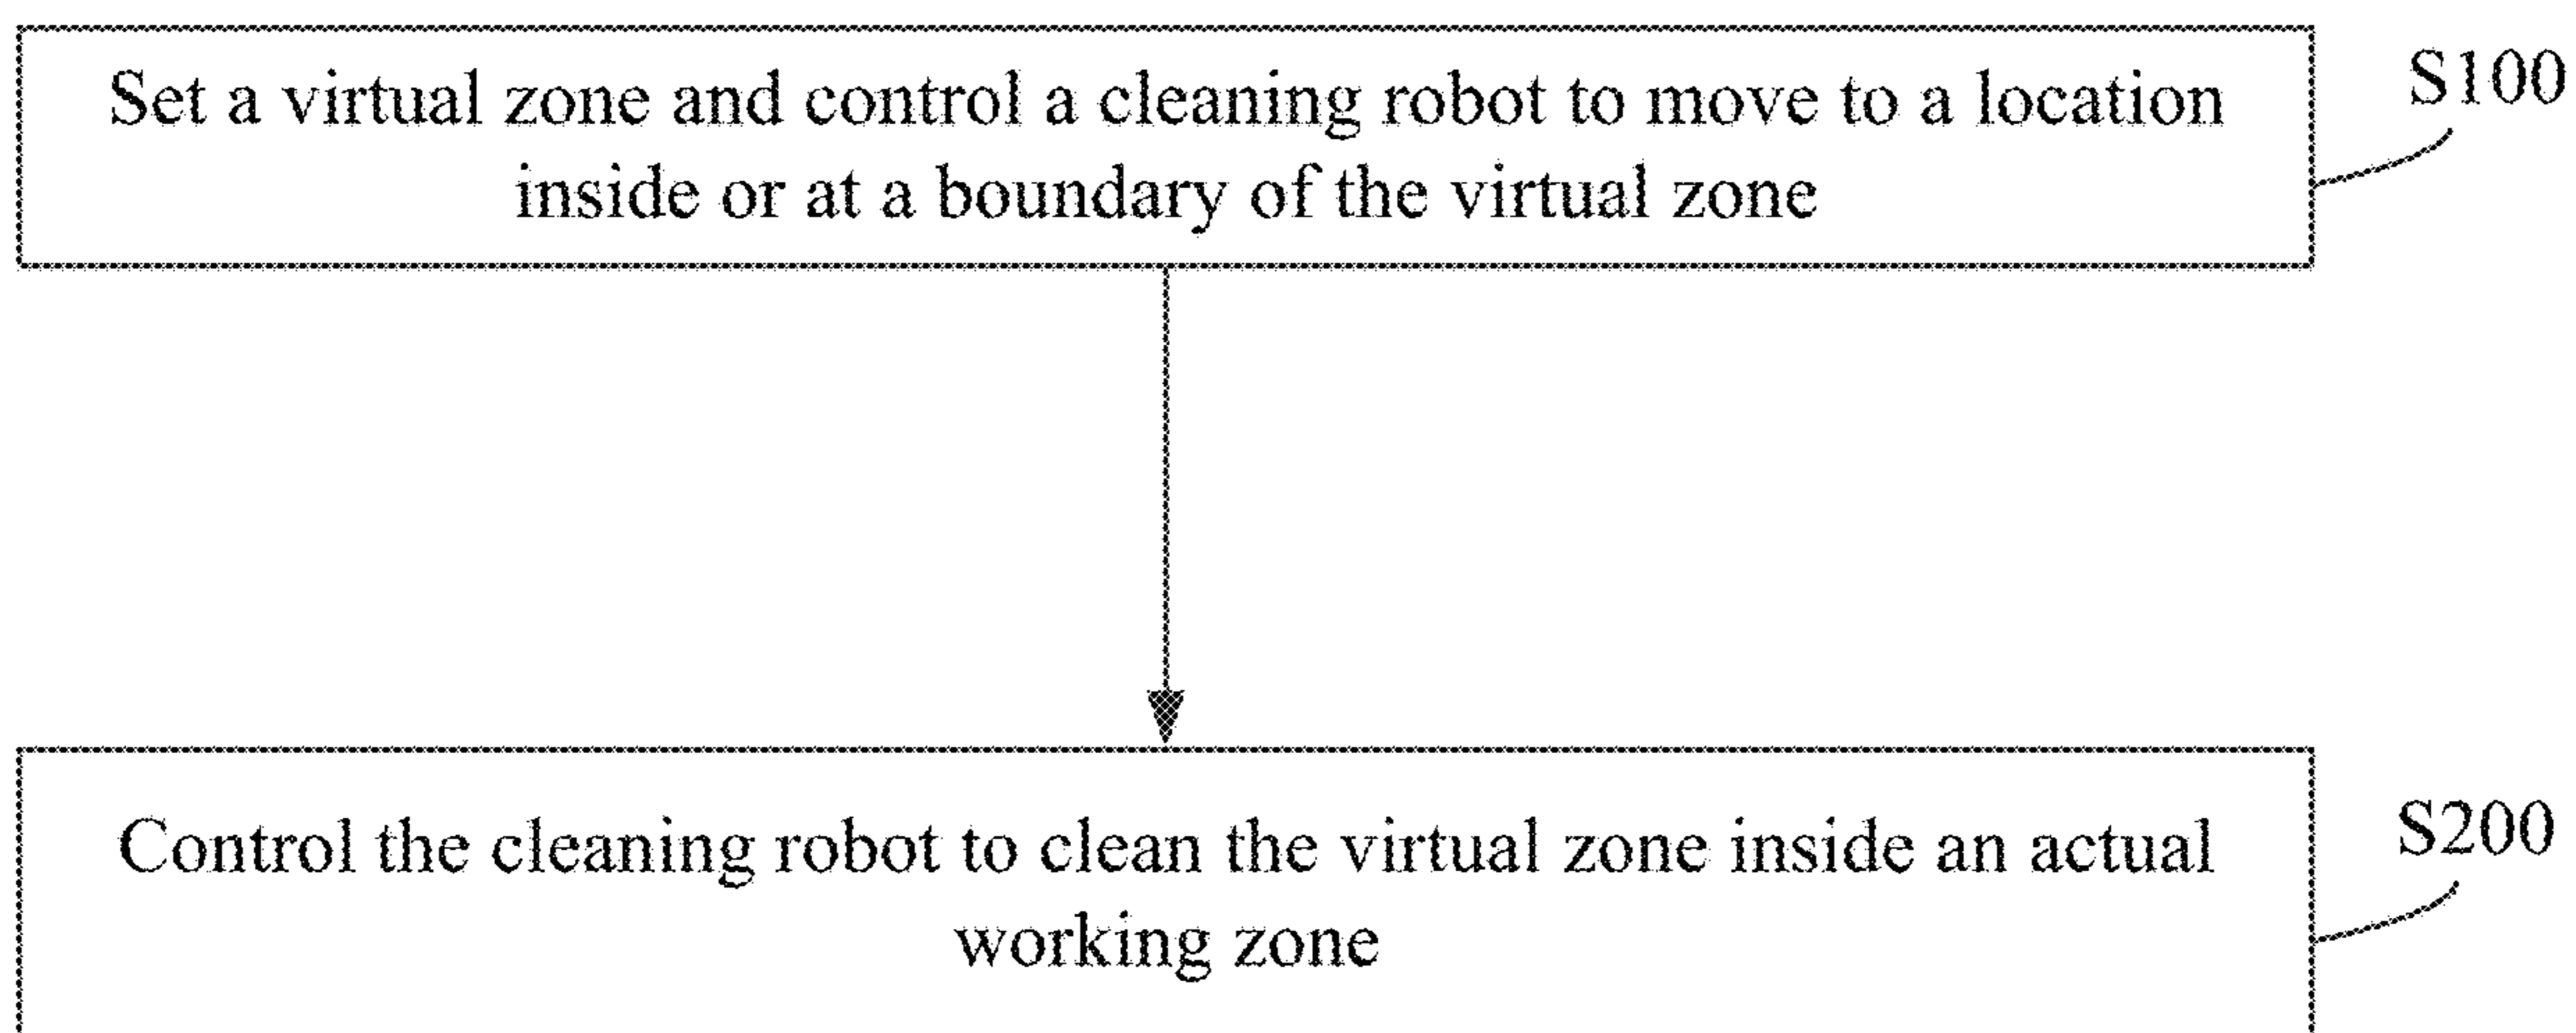 Set a virtual zone and control a cleaning robot to move to a location
inside or at a boundary of the virtual zone
S100
Control the cleaning robot to clean the virtual zone inside an actual
working zone
S200